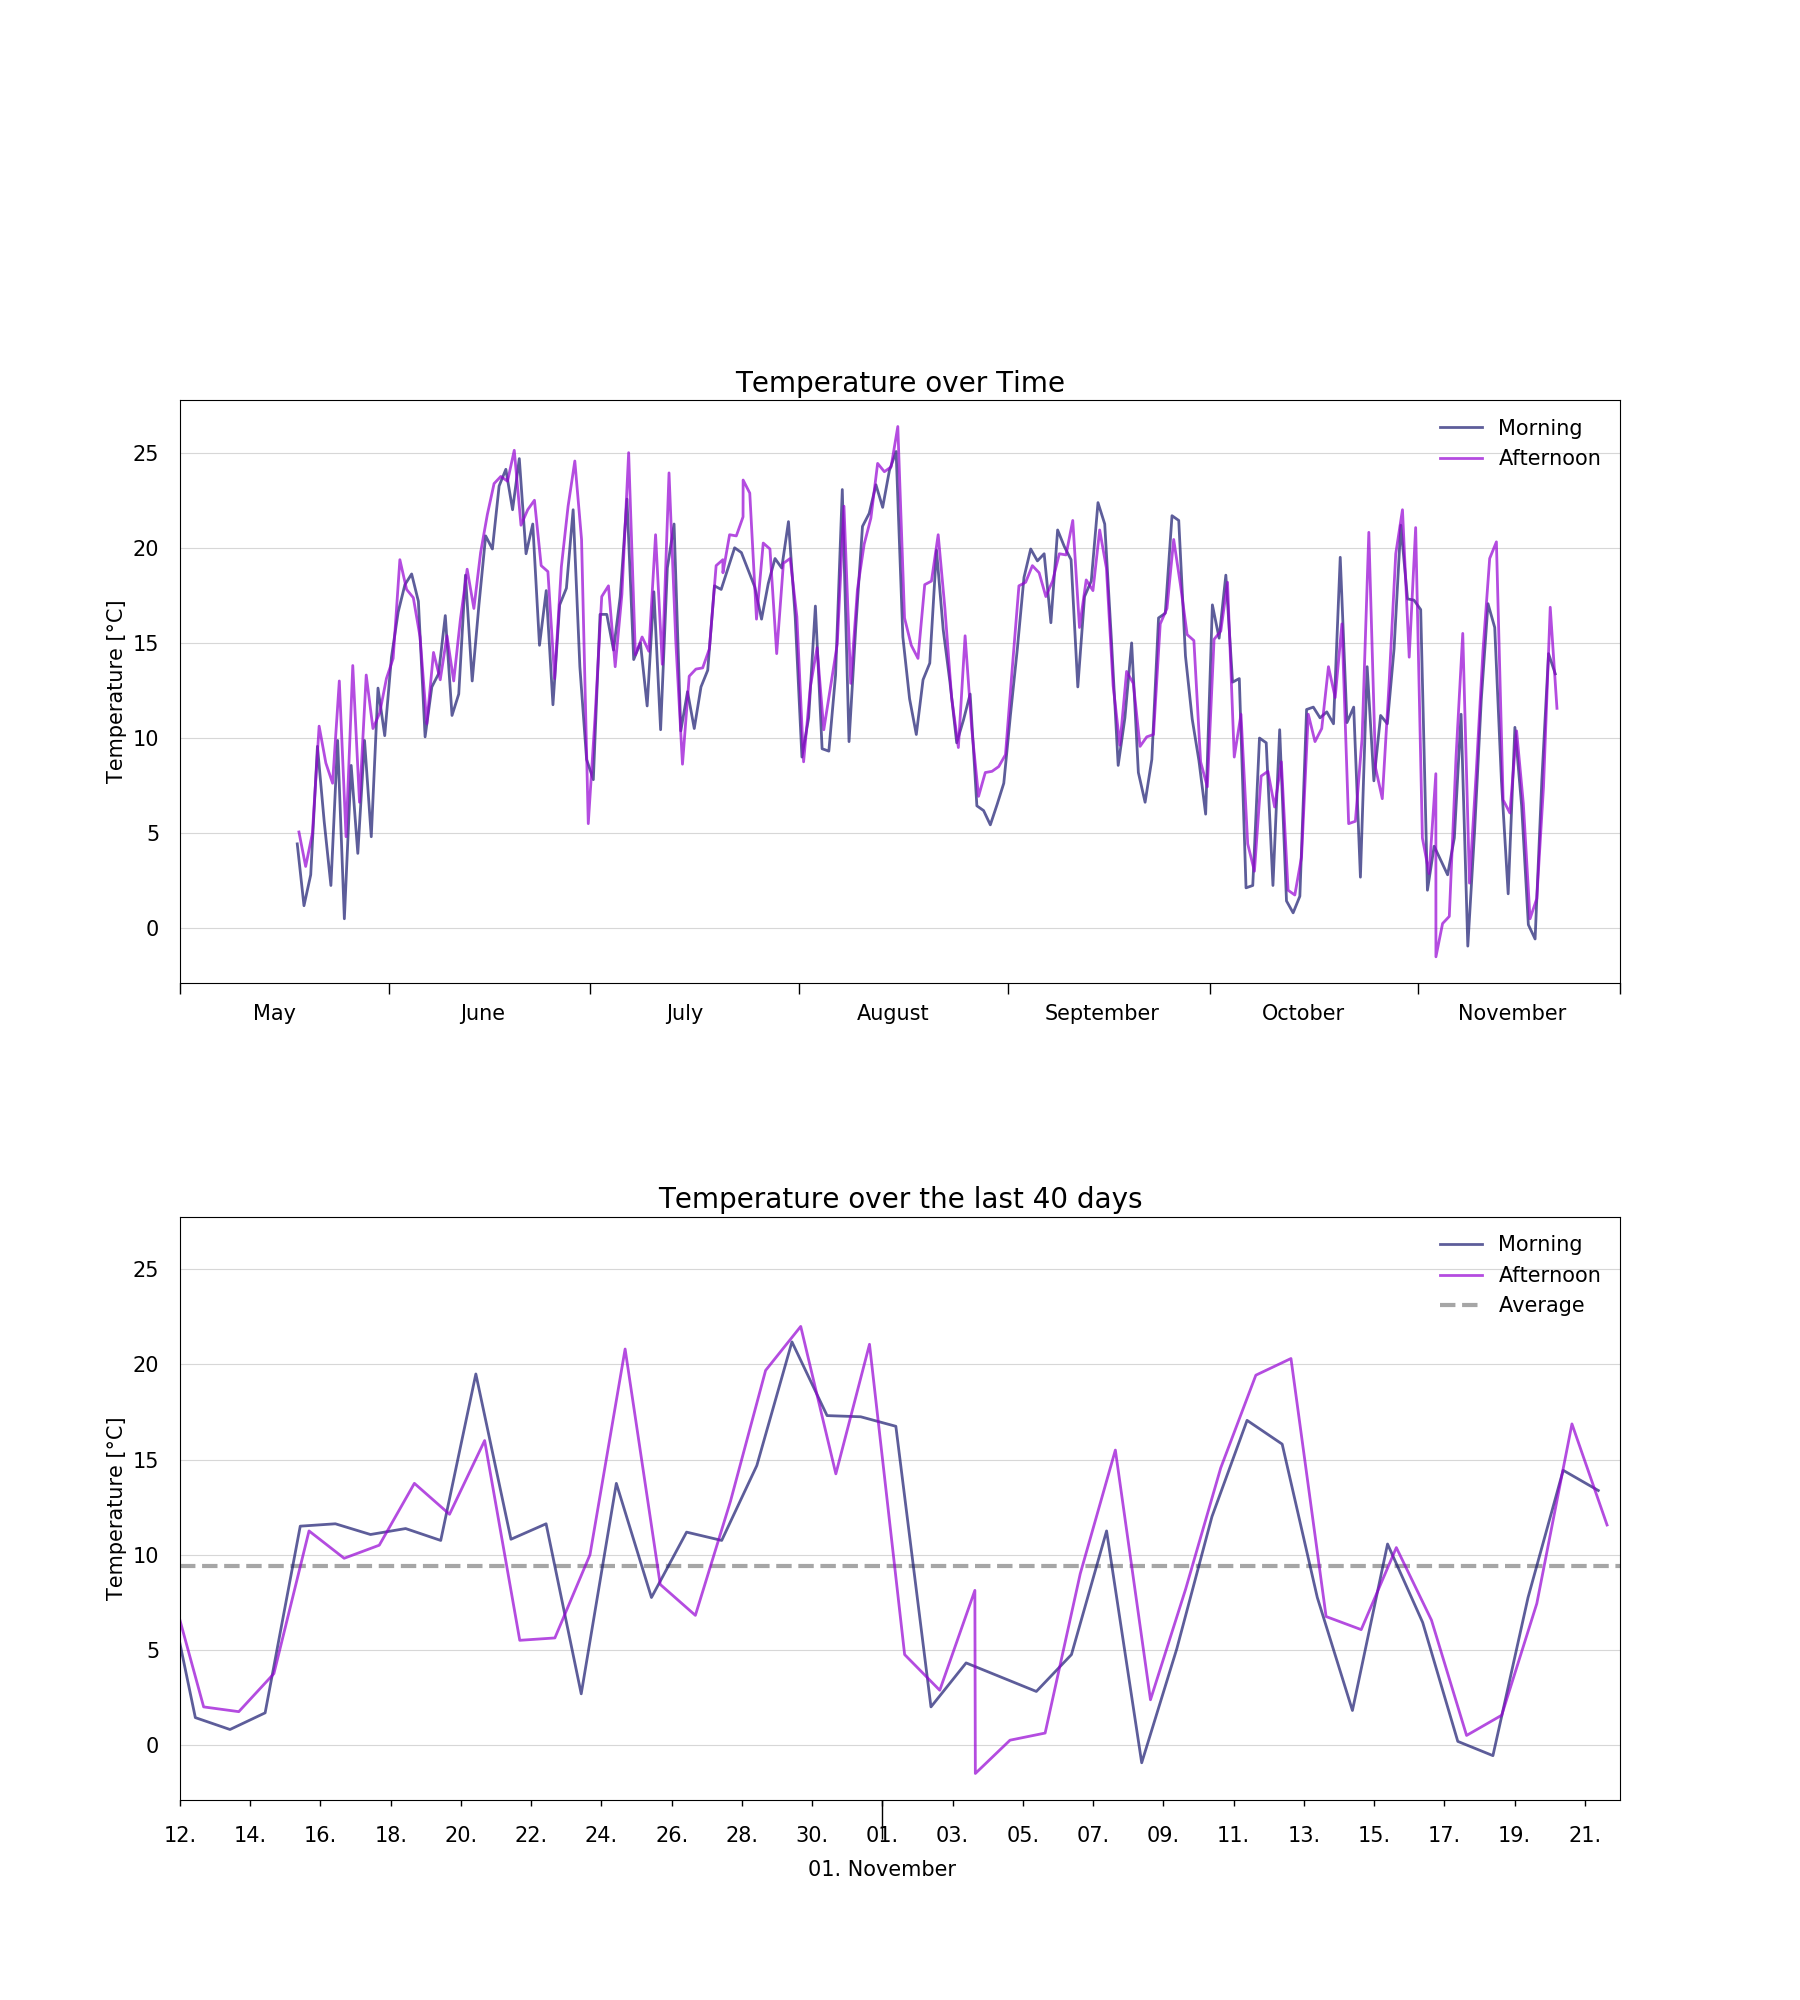 Temperature over Time
Temperature [°C]
25
20
15
10
5
0
Morning
Afternoon
May June July August September October November
Temperature over the last 40 days
Temperature [°C]
25
20
15
10
5
0
Morning
Afternoon
Average
12. 14. 16. 18. 20. 22. 24. 26. 28. 30. 01. 03. 05. 07. 09. 11. 13. 15. 17. 19. 21.
01. November